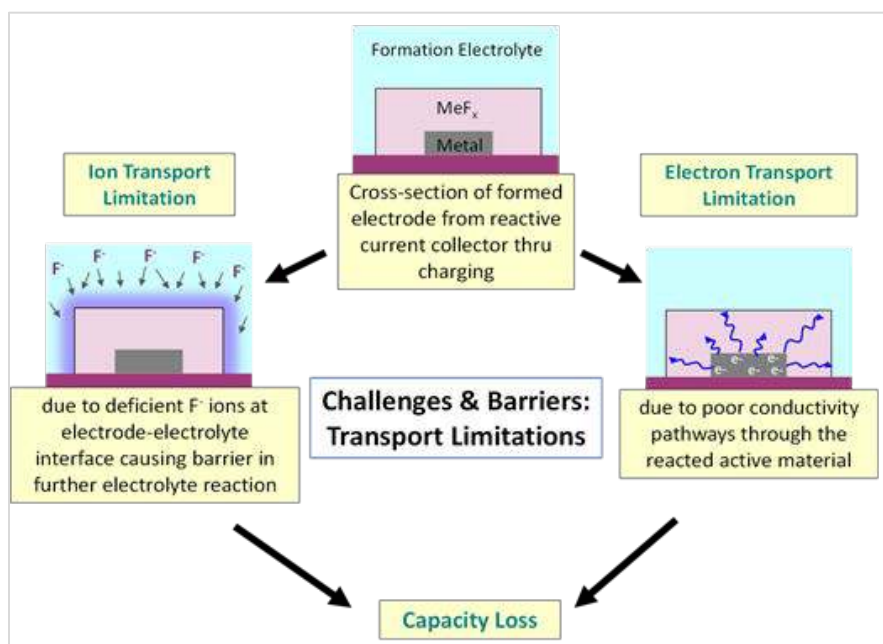 Formation Electrolyte
MeFₓ
Metal
Cross-section of formed
electrode from reactive
current collector thru
charging
Ion Transport
Limitation
F⁻ F⁻ F⁻ F⁻ F⁻ F⁻
due to deficient F⁻ ions at
electrode-electrolyte
interface causing barrier in
further electrolyte reaction
Challenges & Barriers:
Transport Limitations
Electron Transport
Limitation
e⁻ e⁻
e⁻ e⁻ e⁻
due to poor conductivity
pathways through the
reacted active material
Capacity Loss